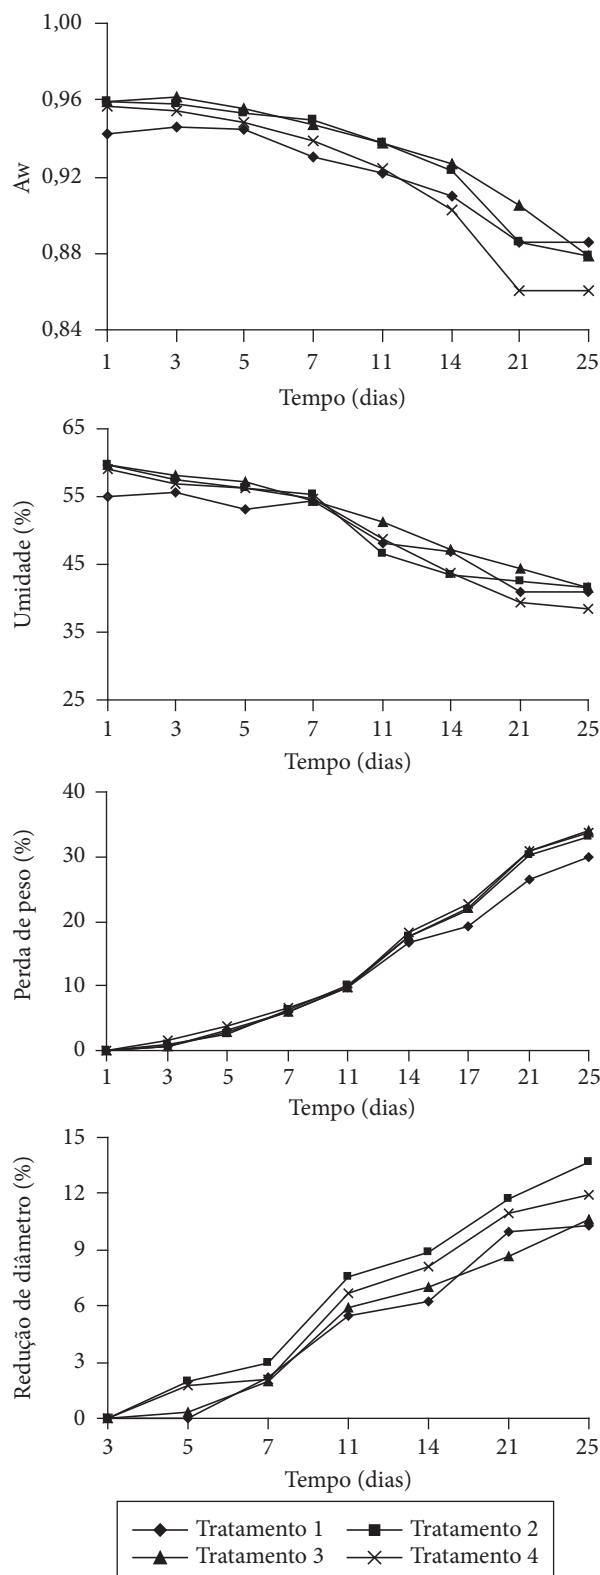 1,00
0,96
0,92
0,88
0,84
Aw
1 3 5 7 11 14 21 25
Tempo (dias)
65
55
45
35
25
Umidade (%)
1 3 5 7 11 14 21 25
Tempo (dias)
40
30
20
10
0
Perda de peso (%)
1 3 5 7 11 14 17 21 25
Tempo (dias)
15
12
9
6
3
0
Redução de diâmetro (%)
3 5 7 11 14 21 25
Tempo (dias)
Tratamento 1 Tratamento 2
Tratamento 3 Tratamento 4